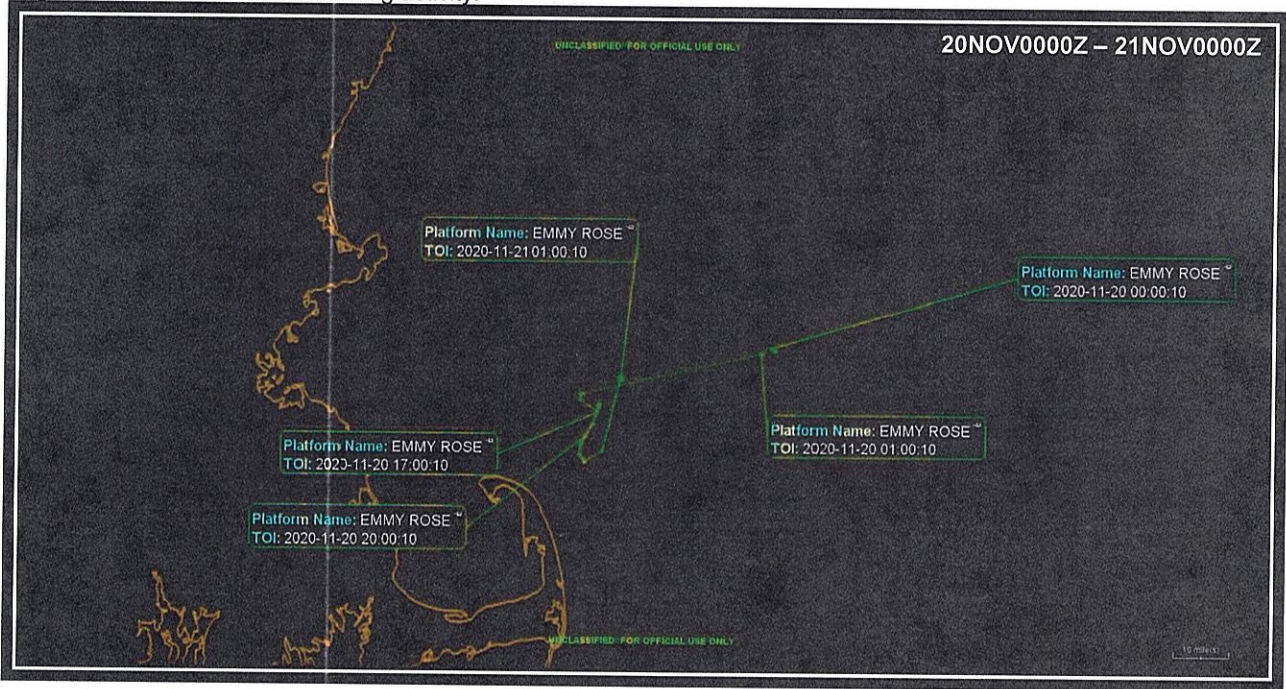 UNCLASSIFIED//FOR OFFICIAL USE ONLY
20NOV0000Z – 21NOV0000Z
Platform Name: EMMY ROSE
TOI: 2020-11-21 01:00:10
Platform Name: EMMY ROSE
TOI: 2020-11-20 00:00:10
Platform Name: EMMY ROSE
TOI: 2020-11-20 01:00:10
Platform Name: EMMY ROSE
TOI: 2020-11-20 17:00:10
Platform Name: EMMY ROSE
TOI: 2020-11-20 20:00:10
UNCLASSIFIED//FOR OFFICIAL USE ONLY
10 mile(s)